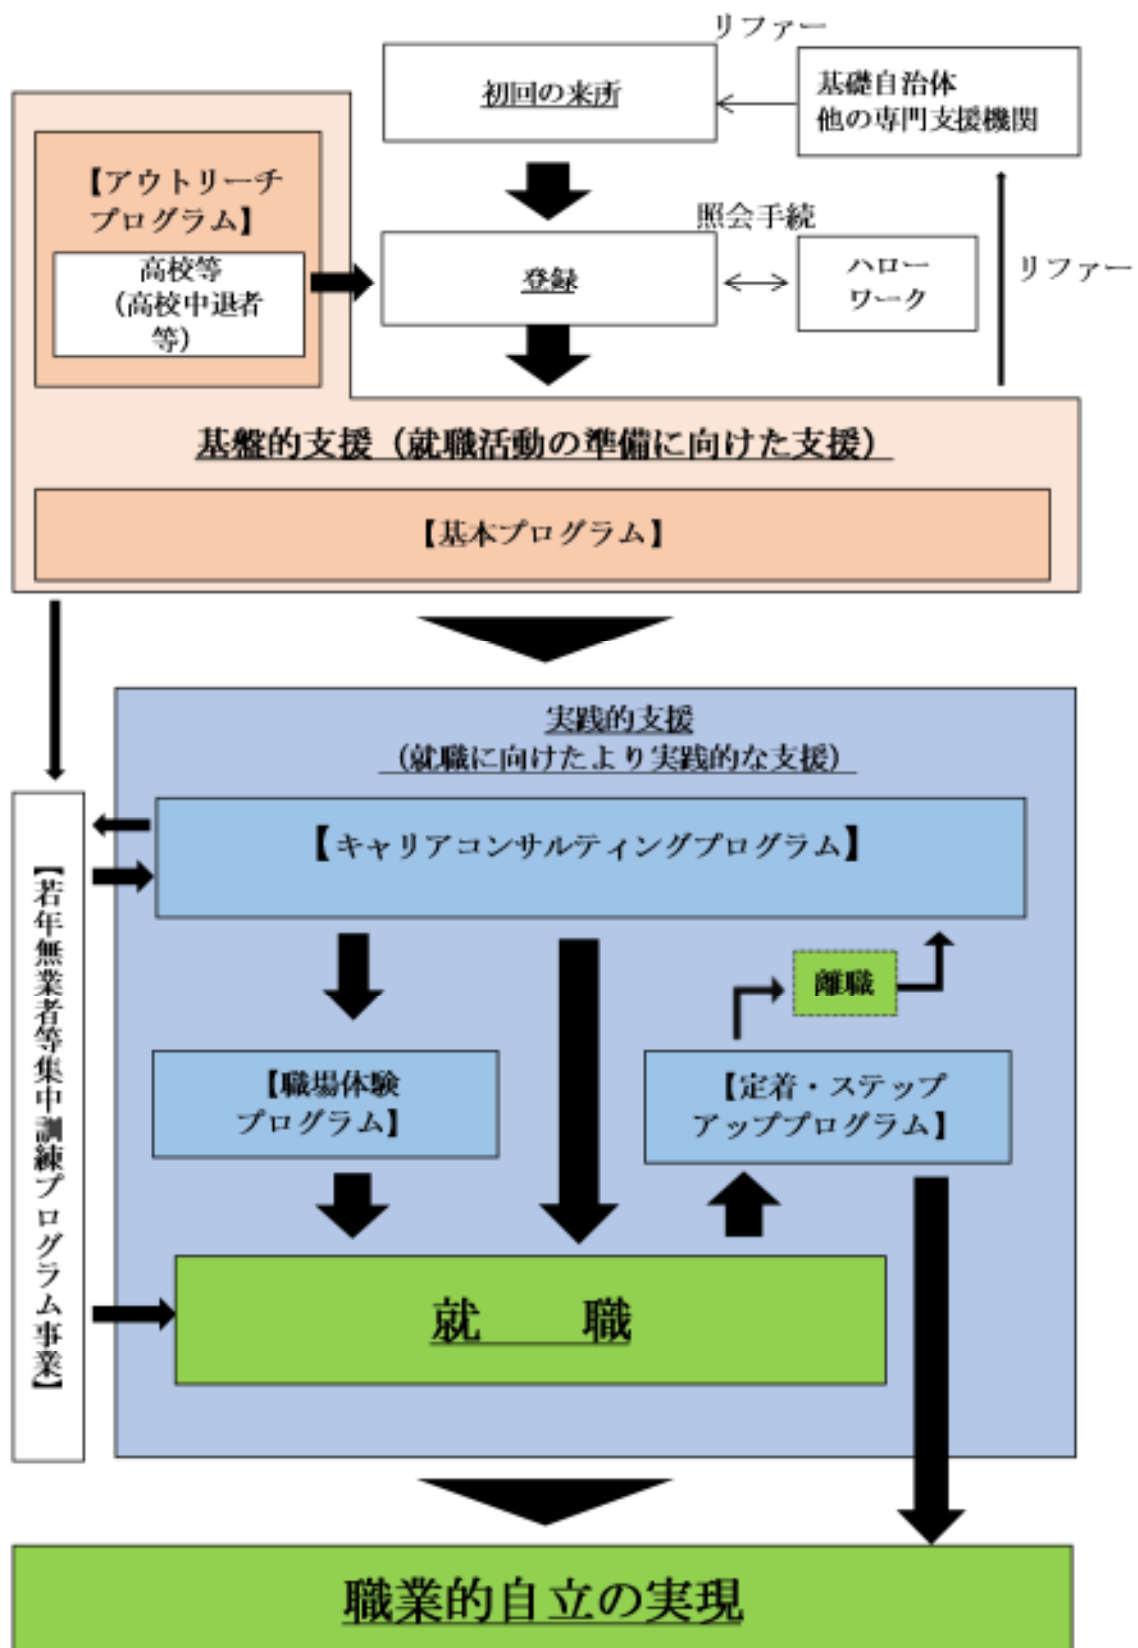 リファー
初回の来所
基礎自治体
他の専門支援機関
【アウトリーチ
プログラム】
高校等
（高校中退者
等）
照会手続
登録
ハロー
ワーク
リファー
基盤的支援（就職活動の準備に向けた支援）
【基本プログラム】
実践的支援
（就職に向けたより実践的な支援）
【キャリアコンサルティングプログラム】
【若年無業者等集中訓練プログラム事業】
離職
【職場体験
プログラム】
【定着・ステップ
アッププログラム】
就　職
職業的自立の実現